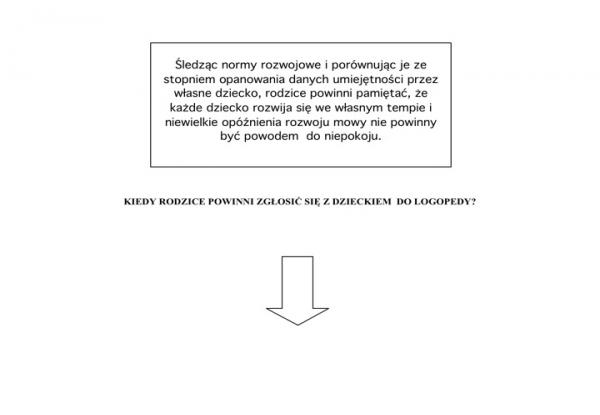 Śledząc normy rozwojowe i porównując je ze
stopniem opanowania danych umiejętności przez
własne dziecko, rodzice powinni pamiętać, że
każde dziecko rozwija się we własnym tempie i
niewielkie opóźnienia rozwoju mowy nie powinny
być powodem do niepokoju.
KIEDY RODZICE POWINNI ZGŁOSIĆ SIĘ Z DZIECKIEM DO LOGOPEDY?